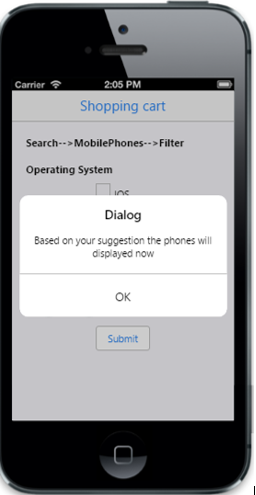 Carrier 2:05 PM
Shopping cart
Search-->MobilePhones-->Filter
Operating System
IOS
Dialog
Based on your suggestion the phones will
displayed now
OK
Submit